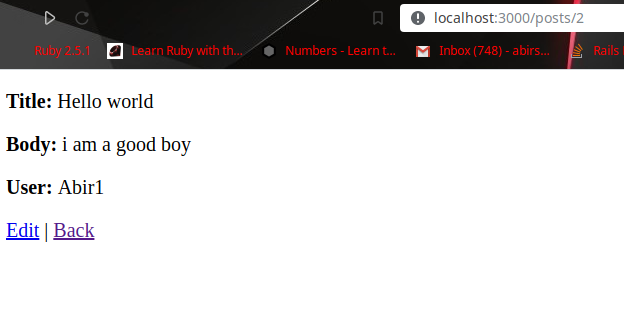 localhost:3000/posts/2
Ruby 2.5.1 Learn Ruby with th... Numbers - Learn t... Inbox (748) - abirs... Rails
Title: Hello world
Body: i am a good boy
User: Abir1
Edit | Back